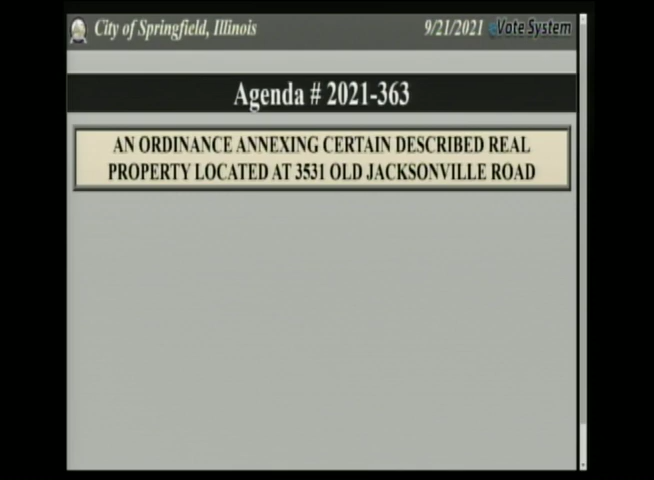 City of Springfield, Illinois 9/21/2021 eVote System
Agenda # 2021-363
AN ORDINANCE ANNEXING CERTAIN DESCRIBED REAL
PROPERTY LOCATED AT 3531 OLD JACKSONVILLE ROAD